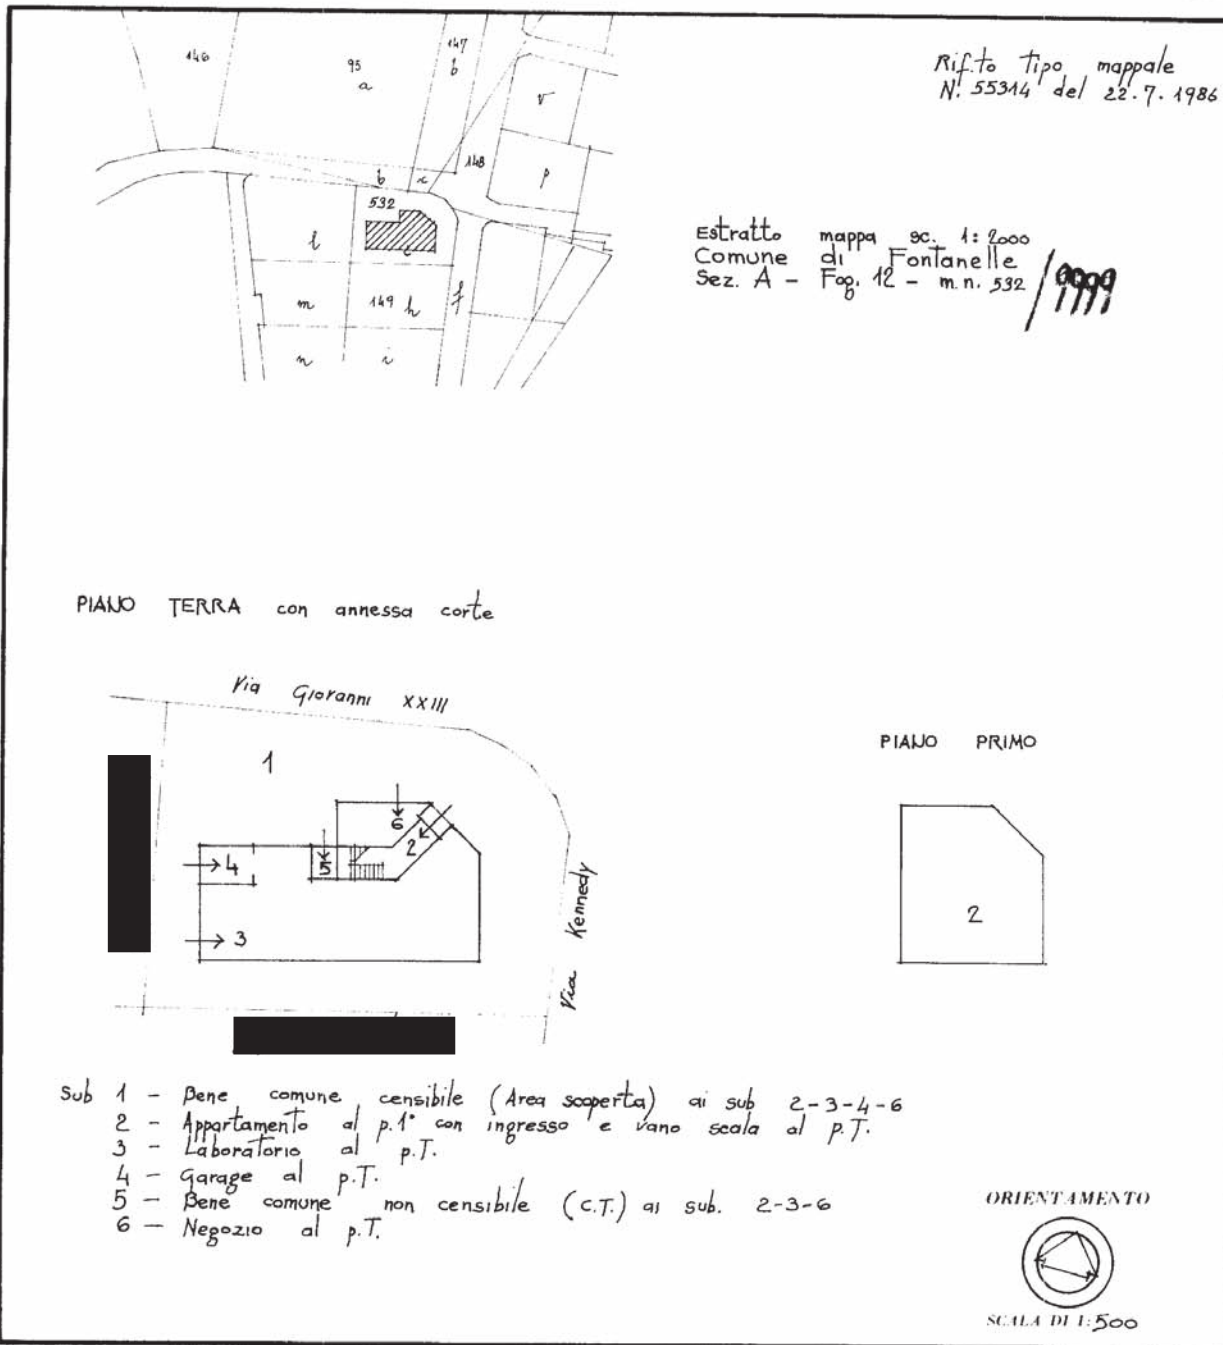 146
95
a
147
b
v
148
p
b
x
532
l
c
m
149 h
f
n
i
Rif.to tipo mappale
N. 55314 del 22.7.1986
Estratto mappa sc. 1:2000
Comune di Fontanelle
Sez. A - Fog. 12 - m.n. 532
PIANO TERRA con annessa corte
Via Giovanni XXIII
1
6
2
5
4
3
Via Kennedy
PIANO PRIMO
2
Sub 1 - Bene comune censibile (Area scoperta) ai sub 2-3-4-6
2 - Appartamento al p.1° con ingresso e vano scala al p.T.
3 - Laboratorio al p.T.
4 - Garage al p.T.
5 - Bene comune non censibile (C.T.) ai sub. 2-3-6
6 - Negozio al p.T.
ORIENTAMENTO
SCALA DI 1:500